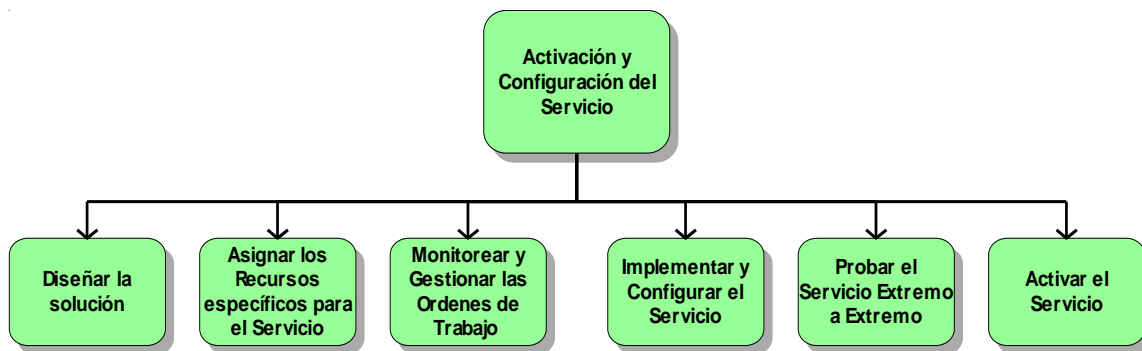 Activación y
Configuración del
Servicio
Diseñar la
solución
Asignar los
Recursos
específicos para
el Servicio
Monitorear y
Gestionar las
Ordenes de
Trabajo
Implementar y
Configurar el
Servicio
Probar el
Servicio Extremo
a Extremo
Activar el
Servicio